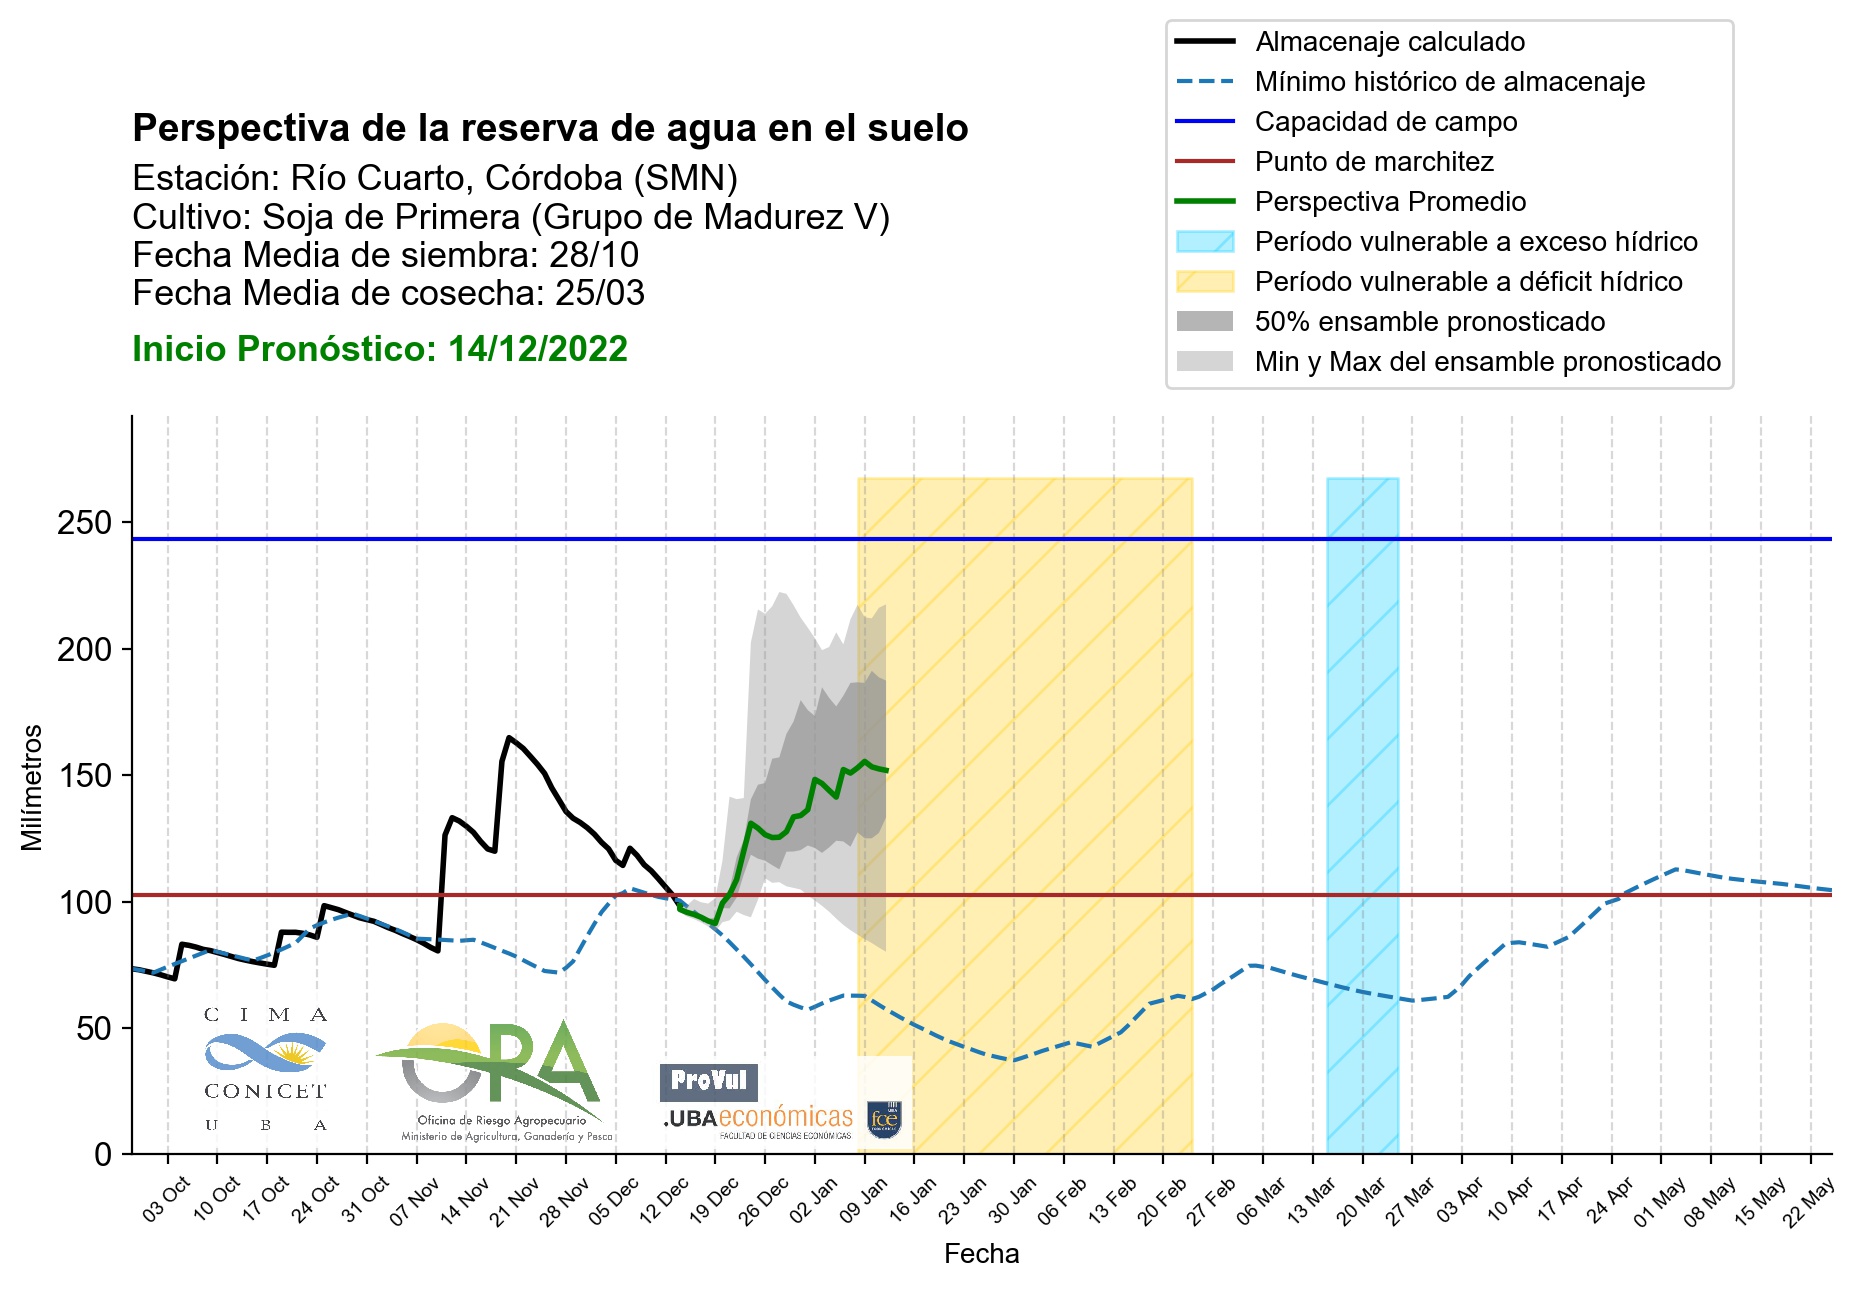 Almacenaje calculado
Mínimo histórico de almacenaje
Capacidad de campo
Punto de marchitez
Perspectiva Promedio
Período vulnerable a exceso hídrico
Período vulnerable a déficit hídrico
50% ensamble pronosticado
Min y Max del ensamble pronosticado
Perspectiva de la reserva de agua en el suelo
Estación: Río Cuarto, Córdoba (SMN)
Cultivo: Soja de Primera (Grupo de Madurez V)
Fecha Media de siembra: 28/10
Fecha Media de cosecha: 25/03
Inicio Pronóstico: 14/12/2022
Milímetros
250
200
150
100
50
0
C I M A
CONICET
U B A
ORA
Oficina de Riesgo Agropecuario
Ministerio de Agricultura, Ganadería y Pesca
ProVul
.UBAeconómicas
FACULTAD DE CIENCIAS ECONÓMICAS
fce
03 Oct
10 Oct
17 Oct
24 Oct
31 Oct
07 Nov
14 Nov
21 Nov
28 Nov
05 Dec
12 Dec
19 Dec
26 Dec
02 Jan
09 Jan
16 Jan
23 Jan
30 Jan
06 Feb
13 Feb
20 Feb
27 Feb
06 Mar
13 Mar
20 Mar
27 Mar
03 Apr
10 Apr
17 Apr
24 Apr
01 May
08 May
15 May
22 May
Fecha